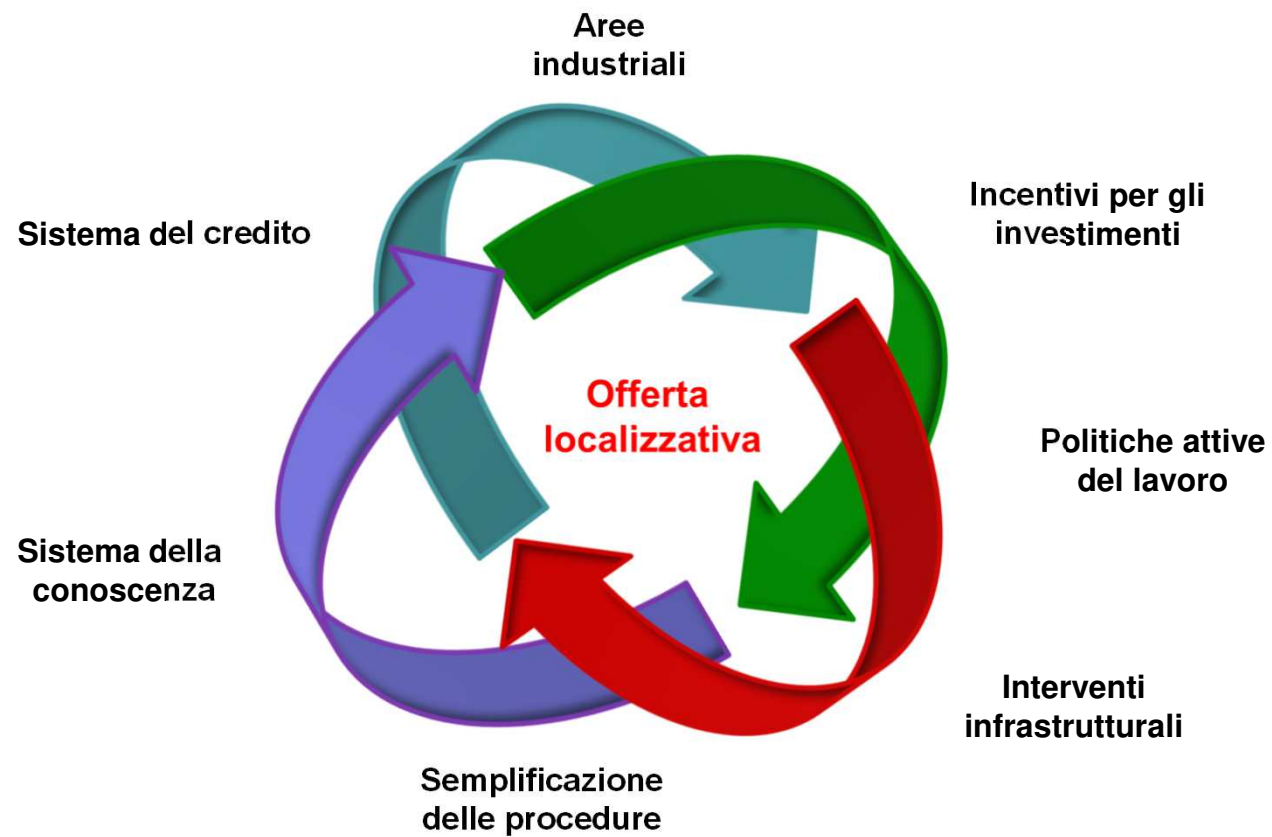 Aree
industriali
Incentivi per gli
investimenti
Sistema del credito
Offerta
localizzativa
Politiche attive
del lavoro
Sistema della
conoscenza
Interventi
infrastrutturali
Semplificazione
delle procedure